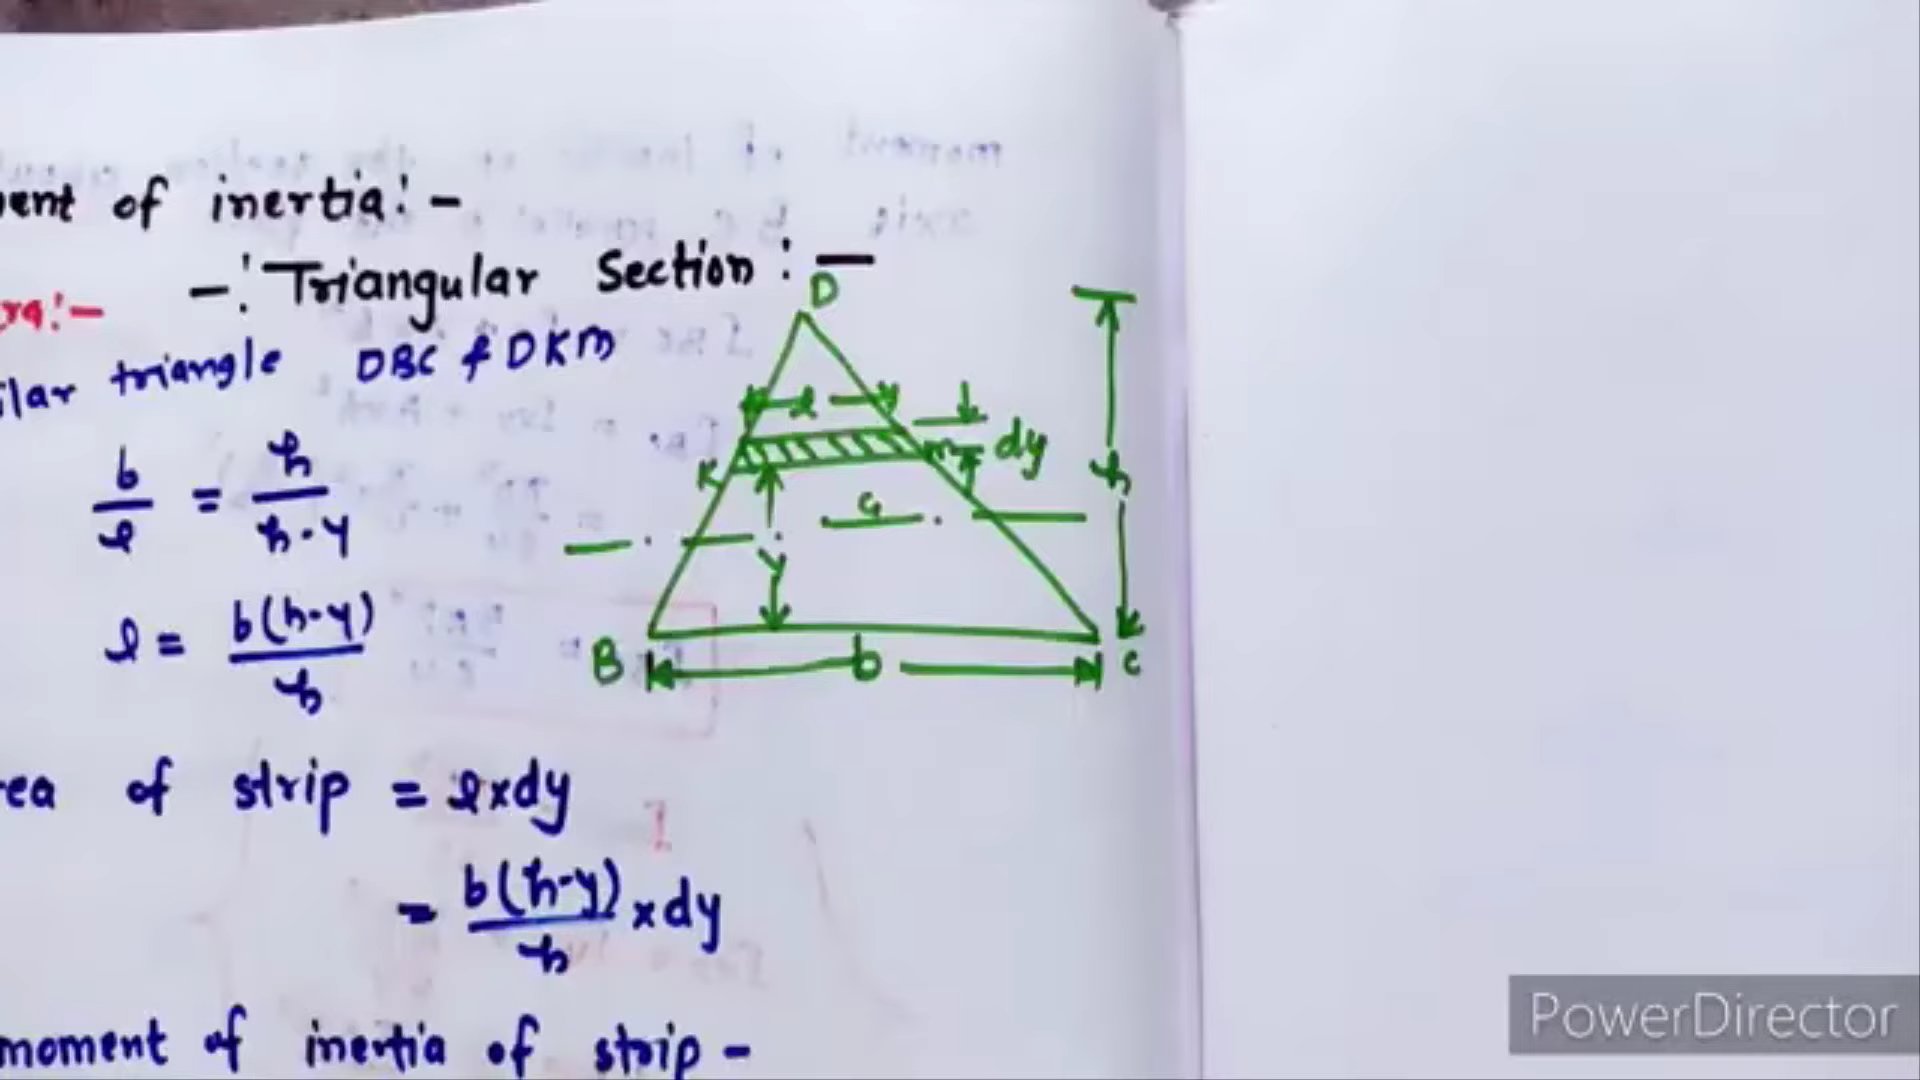 ent of inertia:-
-: Triangular Section:-
ra:-
ilar triangle DBC & DKM
b/l = h/h-y
l = b(h-y)/h
rea of strip = l x dy
= b(h-y)/h x dy
moment of inertia of strip -
D
l
K
m
dy
h
G
y
B
b
C
PowerDirector